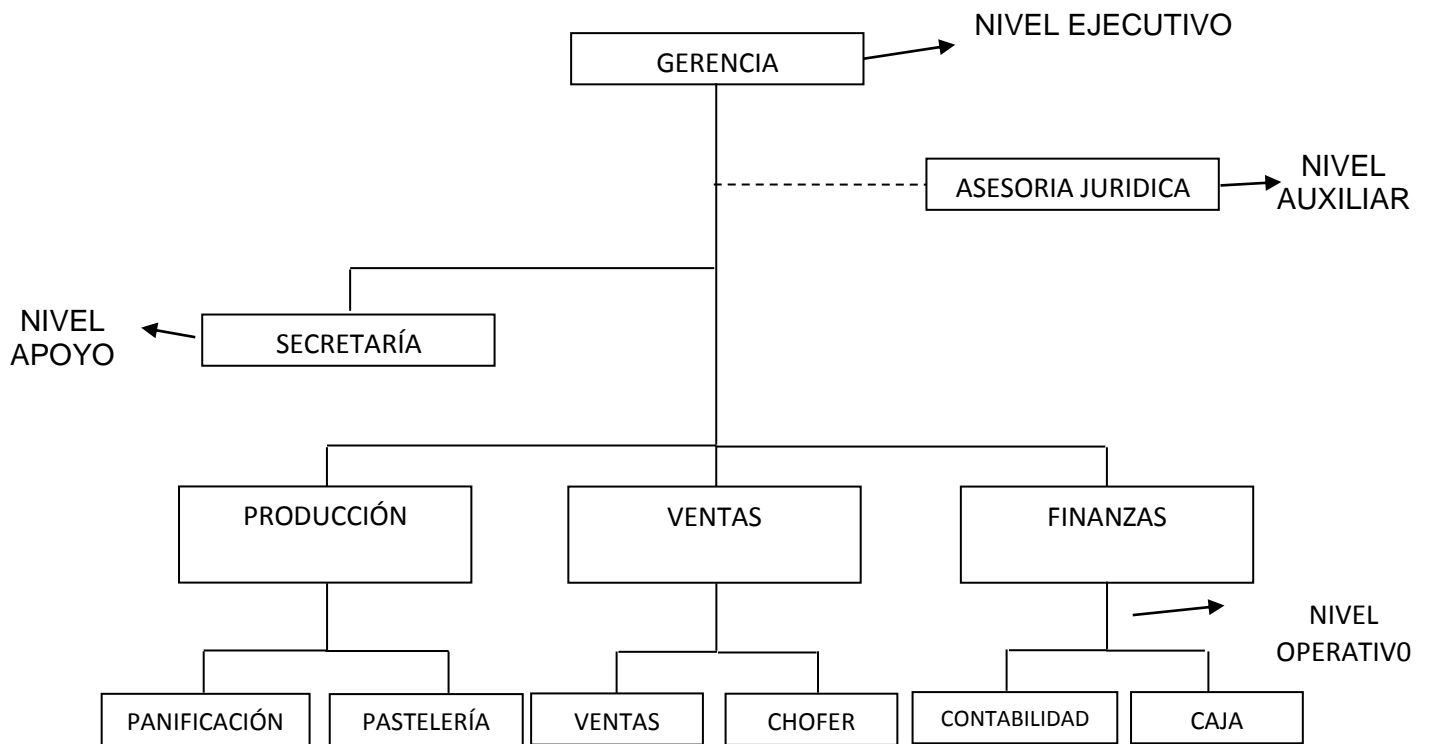 NIVEL EJECUTIVO
GERENCIA
NIVEL
AUXILIAR
ASESORIA JURIDICA
NIVEL
APOYO
SECRETARÍA
PRODUCCIÓN
VENTAS
FINANZAS
NIVEL
OPERATIV0
PANIFICACIÓN
PASTELERÍA
VENTAS
CHOFER
CONTABILIDAD
CAJA